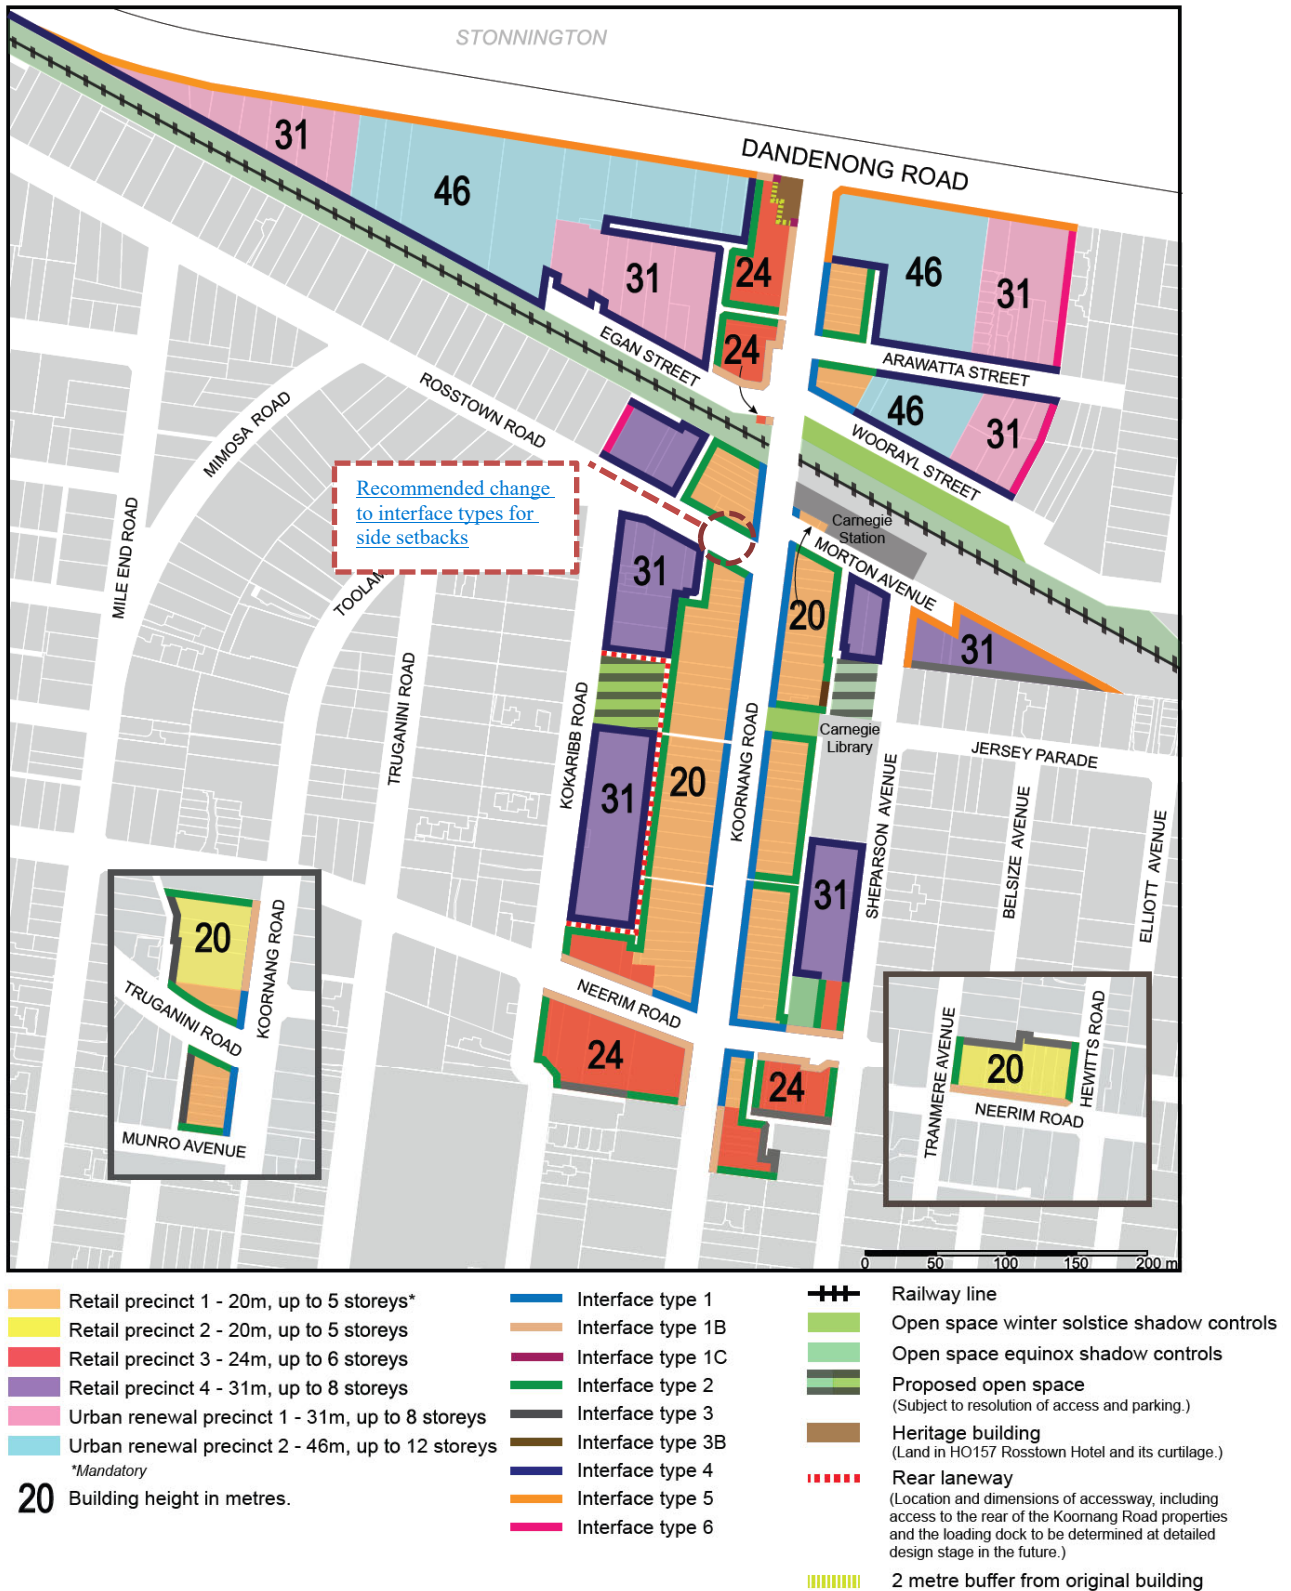 STONNINGTON
DANDENONG ROAD
31
46
31
24
24
46
31
46
31
EGAN STREET
ARAWATTA STREET
WOORAYL STREET
ROSSTOWN ROAD
MIMOSA ROAD
MILE END ROAD
Recommended change
to interface types for
side setbacks
Carnegie
Station
MORTON AVENUE
31
20
31
TRUGANINI ROAD
KOKARIBB ROAD
KOORNANG ROAD
Carnegie
Library
JERSEY PARADE
SHEPARSON AVENUE
BELSIZE AVENUE
ELLIOTT AVENUE
31
20
31
NEERIM ROAD
24
24
20
KOORNANG ROAD
TRUGANINI ROAD
MUNRO AVENUE
TRANMERE AVENUE
20
HEWITTS ROAD
NEERIM ROAD
0 50 100 150 200 m
Retail precinct 1 - 20m, up to 5 storeys*
Retail precinct 2 - 20m, up to 5 storeys
Retail precinct 3 - 24m, up to 6 storeys
Retail precinct 4 - 31m, up to 8 storeys
Urban renewal precinct 1 - 31m, up to 8 storeys
Urban renewal precinct 2 - 46m, up to 12 storeys
*Mandatory
20 Building height in metres.
Interface type 1
Interface type 1B
Interface type 1C
Interface type 2
Interface type 3
Interface type 3B
Interface type 4
Interface type 5
Interface type 6
Railway line
Open space winter solstice shadow controls
Open space equinox shadow controls
Proposed open space
(Subject to resolution of access and parking.)
Heritage building
(Land in HO157 Rosstown Hotel and its curtilage.)
Rear laneway
(Location and dimensions of accessway, including
access to the rear of the Koornang Road properties
and the loading dock to be determined at detailed
design stage in the future.)
2 metre buffer from original building